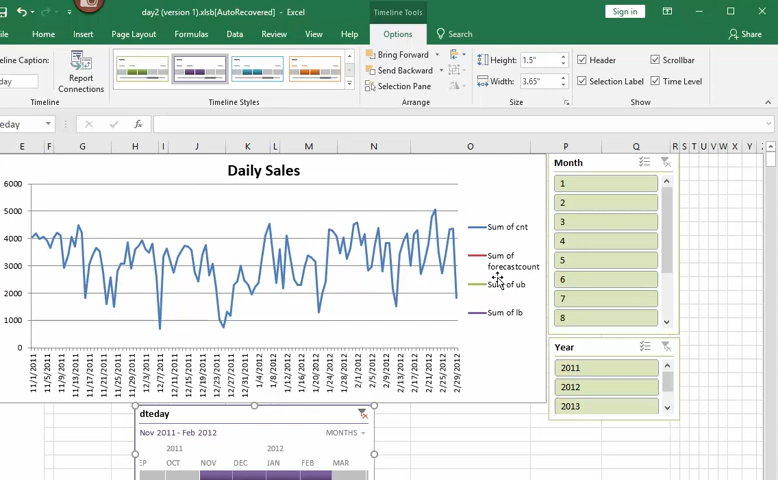 day2 (version 1).xlsb[AutoRecovered] - Excel
Timeline Tools
Sign in
Home Insert Page Layout Formulas Data Review View Help Options Search Share
eline Caption:
day
Report
Connections
Timeline
Timeline Styles
Bring Forward
Send Backward
Selection Pane
Arrange
Height: 1.5"
Width: 3.65"
Size
Header
Scrollbar
Selection Label
Time Level
Show
eday
fx
E F G H I J K L M N O P Q R S T U V W X Y
Daily Sales
6000
5000
4000
3000
2000
1000
0
11/1/2011
11/5/2011
11/9/2011
11/13/2011
11/17/2011
11/21/2011
11/25/2011
11/29/2011
12/3/2011
12/7/2011
12/11/2011
12/15/2011
12/19/2011
12/23/2011
12/27/2011
12/31/2011
1/4/2012
1/8/2012
1/12/2012
1/16/2012
1/20/2012
1/24/2012
1/28/2012
2/1/2012
2/5/2012
2/9/2012
2/13/2012
2/17/2012
2/21/2012
2/25/2012
2/29/2012
Sum of cnt
Sum of
forecastcount
Sum of ub
Sum of lb
Month
1
2
3
4
5
6
7
8
Year
2011
2012
2013
dteday
Nov 2011 - Feb 2012
MONTHS
2011 2012
EP OCT NOV DEC JAN FEB MAR